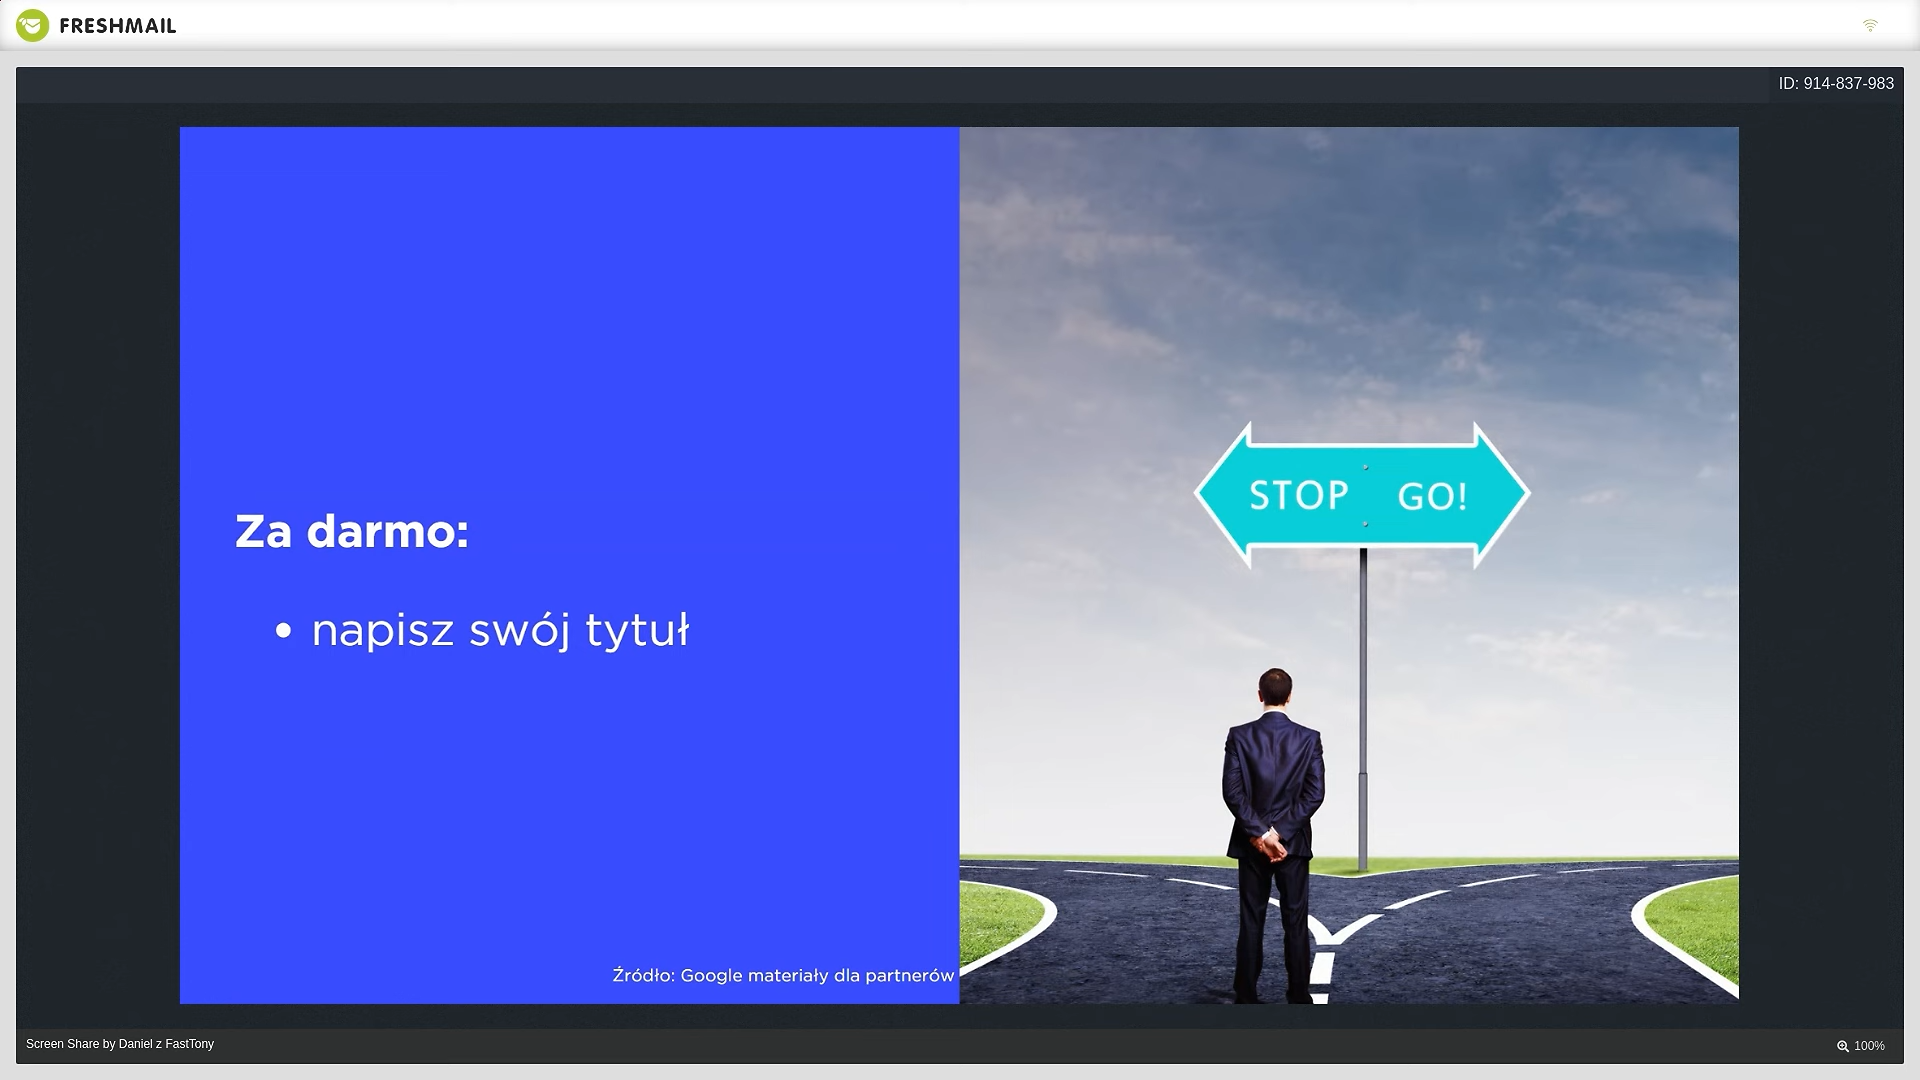 FRESHMAIL
ID: 914-837-983
Za darmo:
• napisz swój tytuł
STOP GO!
Źródło: Google materiały dla partnerów
Screen Share by Daniel z FastTony
100%